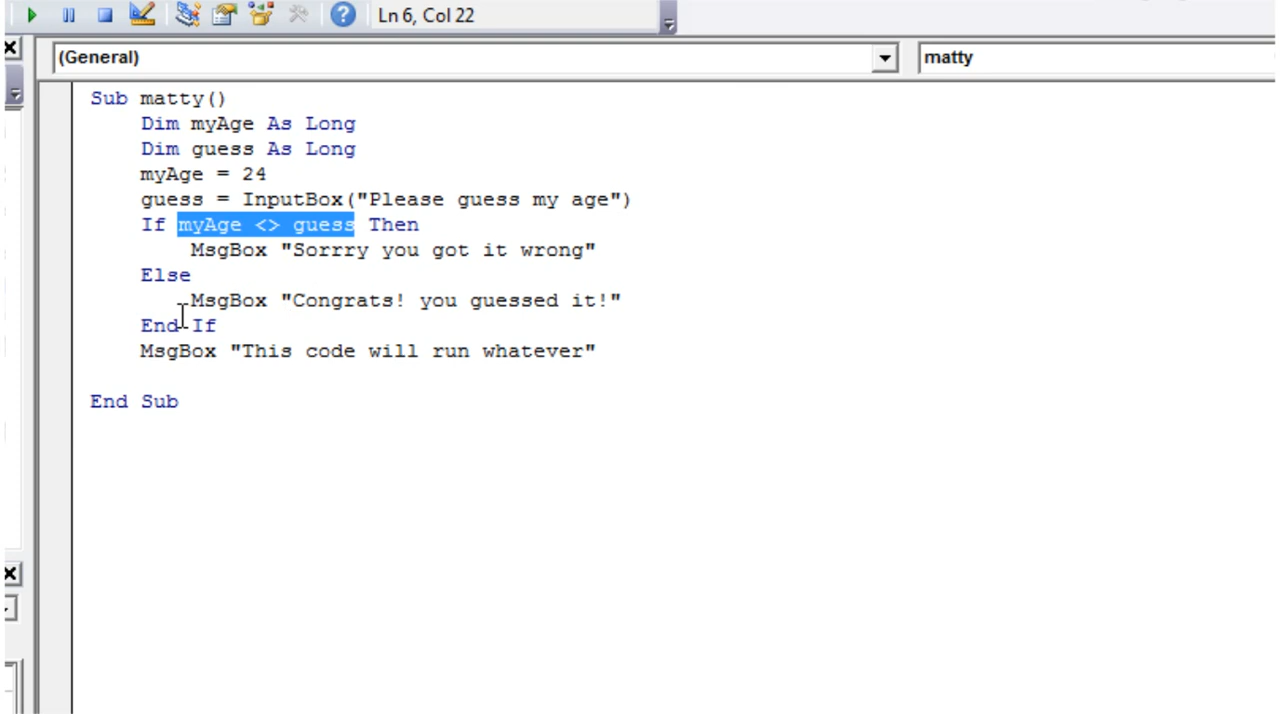 Ln 6, Col 22
(General)
matty
Sub matty()
Dim myAge As Long
Dim guess As Long
myAge = 24
guess = InputBox("Please guess my age")
If myAge <> guess Then
MsgBox "Sorrry you got it wrong"
Else
MsgBox "Congrats! you guessed it!"
End If
MsgBox "This code will run whatever"
End Sub